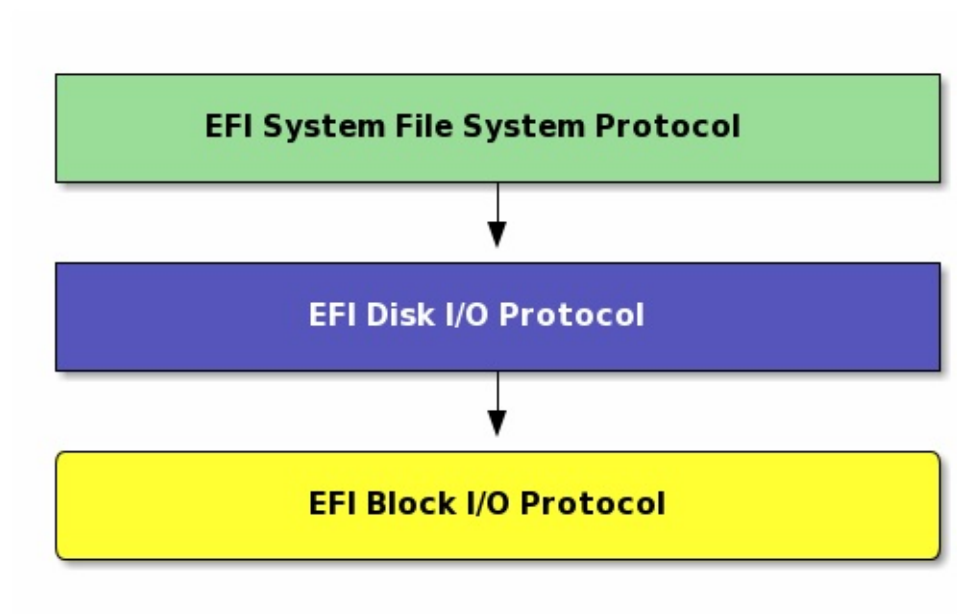 EFI System File System Protocol
EFI Disk I/O Protocol
EFI Block I/O Protocol